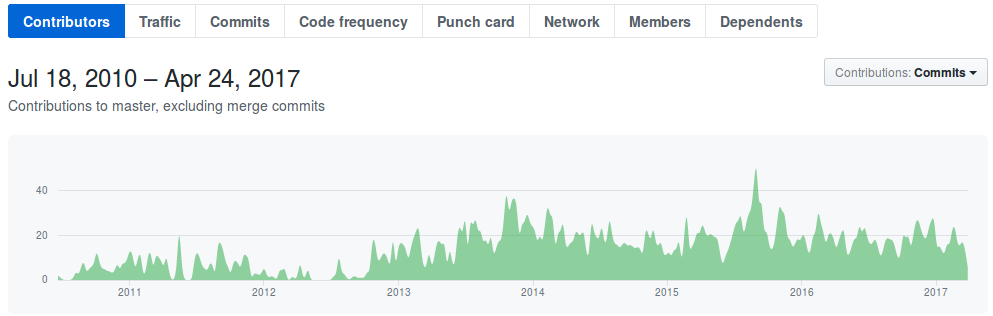 Contributors Traffic Commits Code frequency Punch card Network Members Dependents
Jul 18, 2010 – Apr 24, 2017
Contributions: Commits
Contributions to master, excluding merge commits
40
20
0
2011 2012 2013 2014 2015 2016 2017